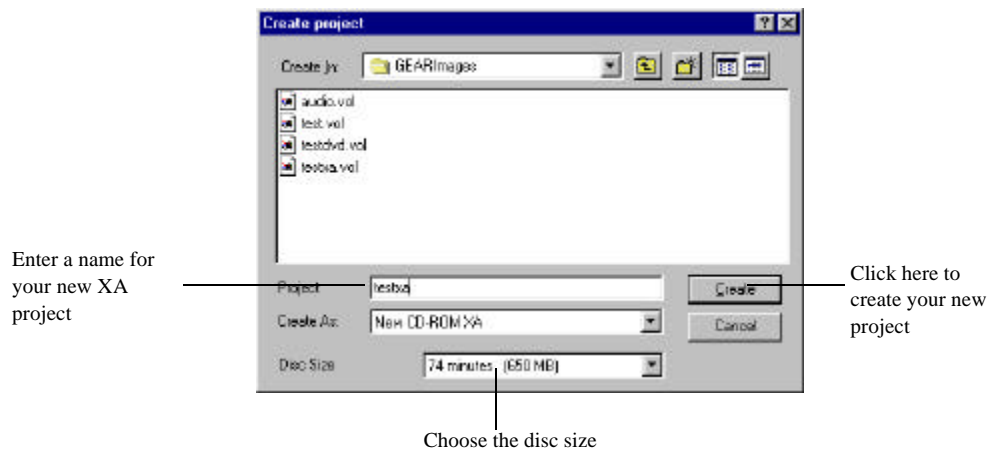 Create project
Create In:
GEARImages
audio.vol
test.vol
testdvd.vol
testxa.vol
Enter a name for
your new XA
project
Project
testxa
Create
Click here to
create your new
project
Create As:
New CD-ROM XA
Cancel
Disc Size
74 minutes (650 MB)
Choose the disc size